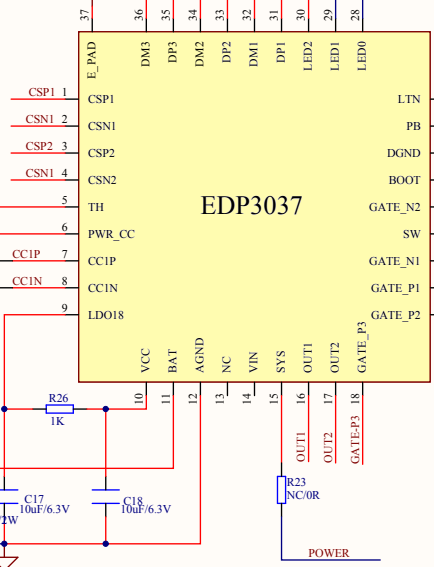 37 36 35 34 33 32 31 30 29 28
E_PAD DM3 DP3 DM2 DP2 DM1 DP1 LED2 LED1 LED0
CSP1 1 CSP1 LTN
CSN1 2 CSN1 PB
CSP2 3 CSP2 DGND
CSN1 4 CSN2 BOOT
5 TH GATE_N2
EDP3037
6 PWR_CC SW
CC1P 7 CC1P GATE_N1
CC1N 8 CC1N GATE_P1
9 LDO18 GATE_P2
VCC BAT AGND NC VIN SYS OUT1 OUT2 GATE_P3
10 11 12 13 14 15 16 17 18
R26
1K
OUT1 OUT2 GATE-P3
R23
NC/0R
C17 C18
10uF/6.3V 10uF/6.3V
2W
POWER